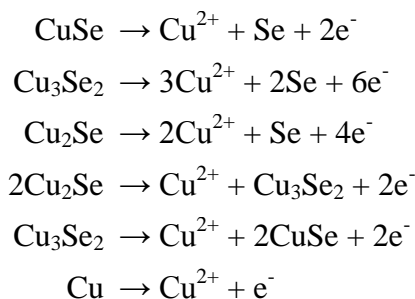 CuSe → Cu²⁺ + Se + 2e⁻
Cu₃Se₂ → 3Cu²⁺ + 2Se + 6e⁻
Cu₂Se → 2Cu²⁺ + Se + 4e⁻
2Cu₂Se → Cu²⁺ + Cu₃Se₂ + 2e⁻
Cu₃Se₂ → Cu²⁺ + 2CuSe + 2e⁻
Cu → Cu²⁺ + e⁻